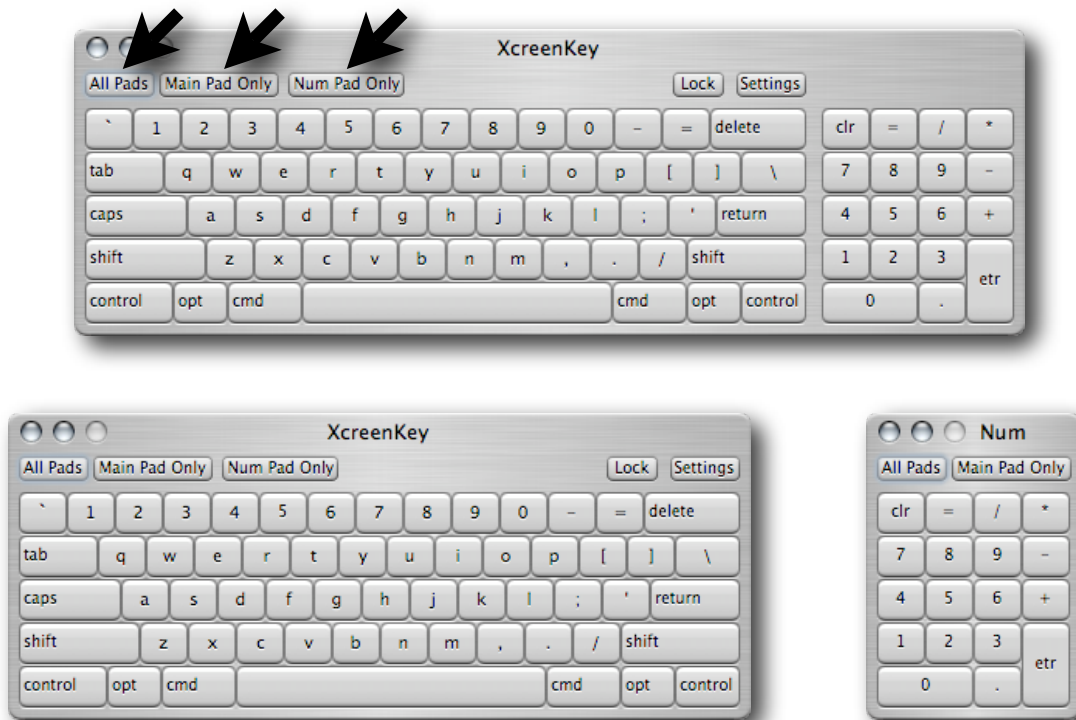 XcreenKey
All Pads Main Pad Only Num Pad Only Lock Settings
` 1 2 3 4 5 6 7 8 9 0 - = delete clr = / *
tab q w e r t y u i o p [ ] \ 7 8 9 -
caps a s d f g h j k l ; ' return 4 5 6 +
shift z x c v b n m , . / shift 1 2 3 etr
control opt cmd cmd opt control 0 .
XcreenKey
All Pads Main Pad Only Num Pad Only Lock Settings
` 1 2 3 4 5 6 7 8 9 0 - = delete
tab q w e r t y u i o p [ ] \
caps a s d f g h j k l ; ' return
shift z x c v b n m , . / shift
control opt cmd cmd opt control
Num
All Pads Main Pad Only
clr = / *
7 8 9 -
4 5 6 +
1 2 3 etr
0 .